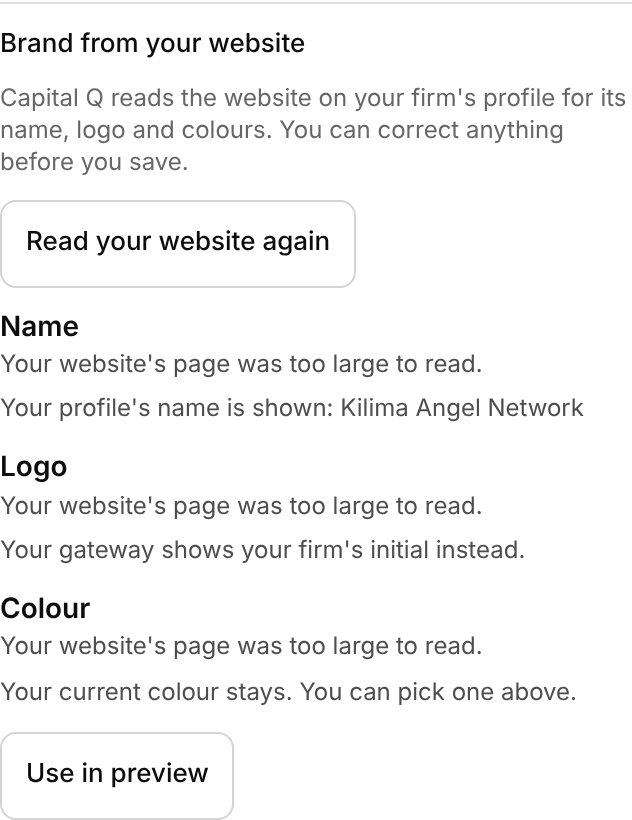 Brand from your website
Capital Q reads the website on your firm's profile for its
name, logo and colours. You can correct anything
before you save.
Read your website again
Name
Your website's page was too large to read.
Your profile's name is shown: Kilima Angel Network
Logo
Your website's page was too large to read.
Your gateway shows your firm's initial instead.
Colour
Your website's page was too large to read.
Your current colour stays. You can pick one above.
Use in preview